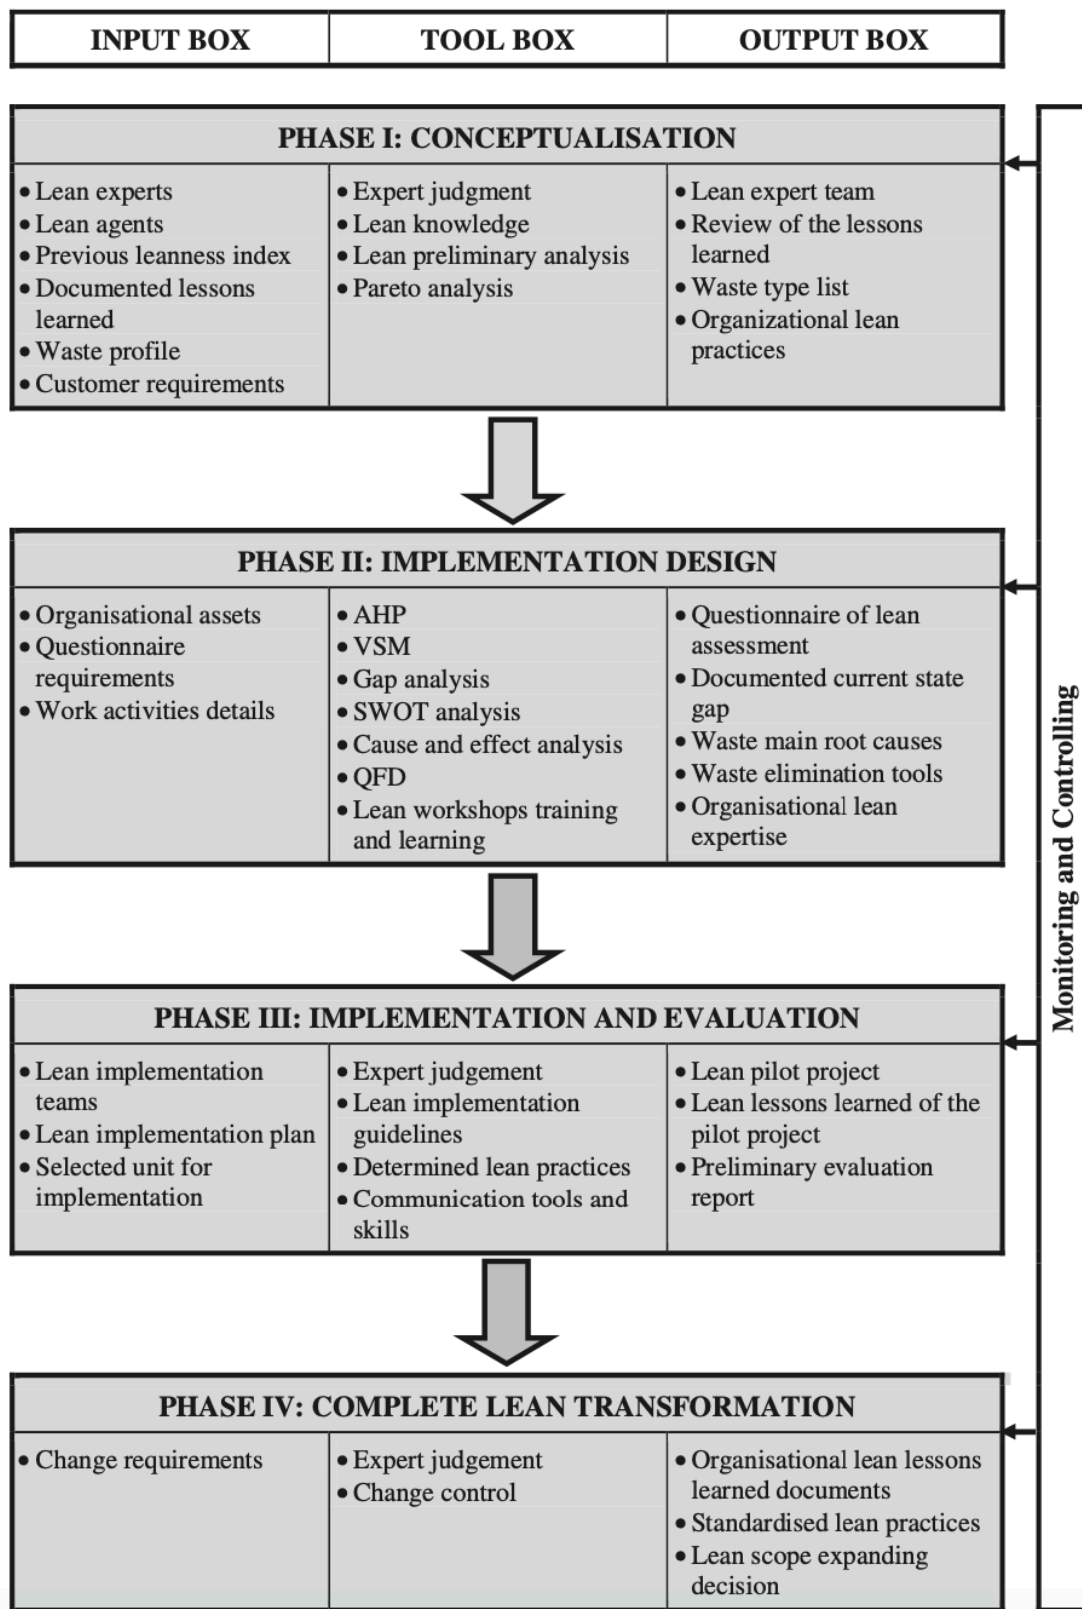 INPUT BOX
TOOL BOX
OUTPUT BOX
PHASE I: CONCEPTUALISATION
• Lean experts
• Lean agents
• Previous leanness index
• Documented lessons
learned
• Waste profile
• Customer requirements
• Expert judgment
• Lean knowledge
• Lean preliminary analysis
• Pareto analysis
• Lean expert team
• Review of the lessons
learned
• Waste type list
• Organizational lean
practices
PHASE II: IMPLEMENTATION DESIGN
• Organisational assets
• Questionnaire
requirements
• Work activities details
• AHP
• VSM
• Gap analysis
• SWOT analysis
• Cause and effect analysis
• QFD
• Lean workshops training
and learning
• Questionnaire of lean
assessment
• Documented current state
gap
• Waste main root causes
• Waste elimination tools
• Organisational lean
expertise
PHASE III: IMPLEMENTATION AND EVALUATION
• Lean implementation
teams
• Lean implementation plan
• Selected unit for
implementation
• Expert judgement
• Lean implementation
guidelines
• Determined lean practices
• Communication tools and
skills
• Lean pilot project
• Lean lessons learned of the
pilot project
• Preliminary evaluation
report
PHASE IV: COMPLETE LEAN TRANSFORMATION
• Change requirements
• Expert judgement
• Change control
• Organisational lean lessons
learned documents
• Standardised lean practices
• Lean scope expanding
decision
Monitoring and Controlling